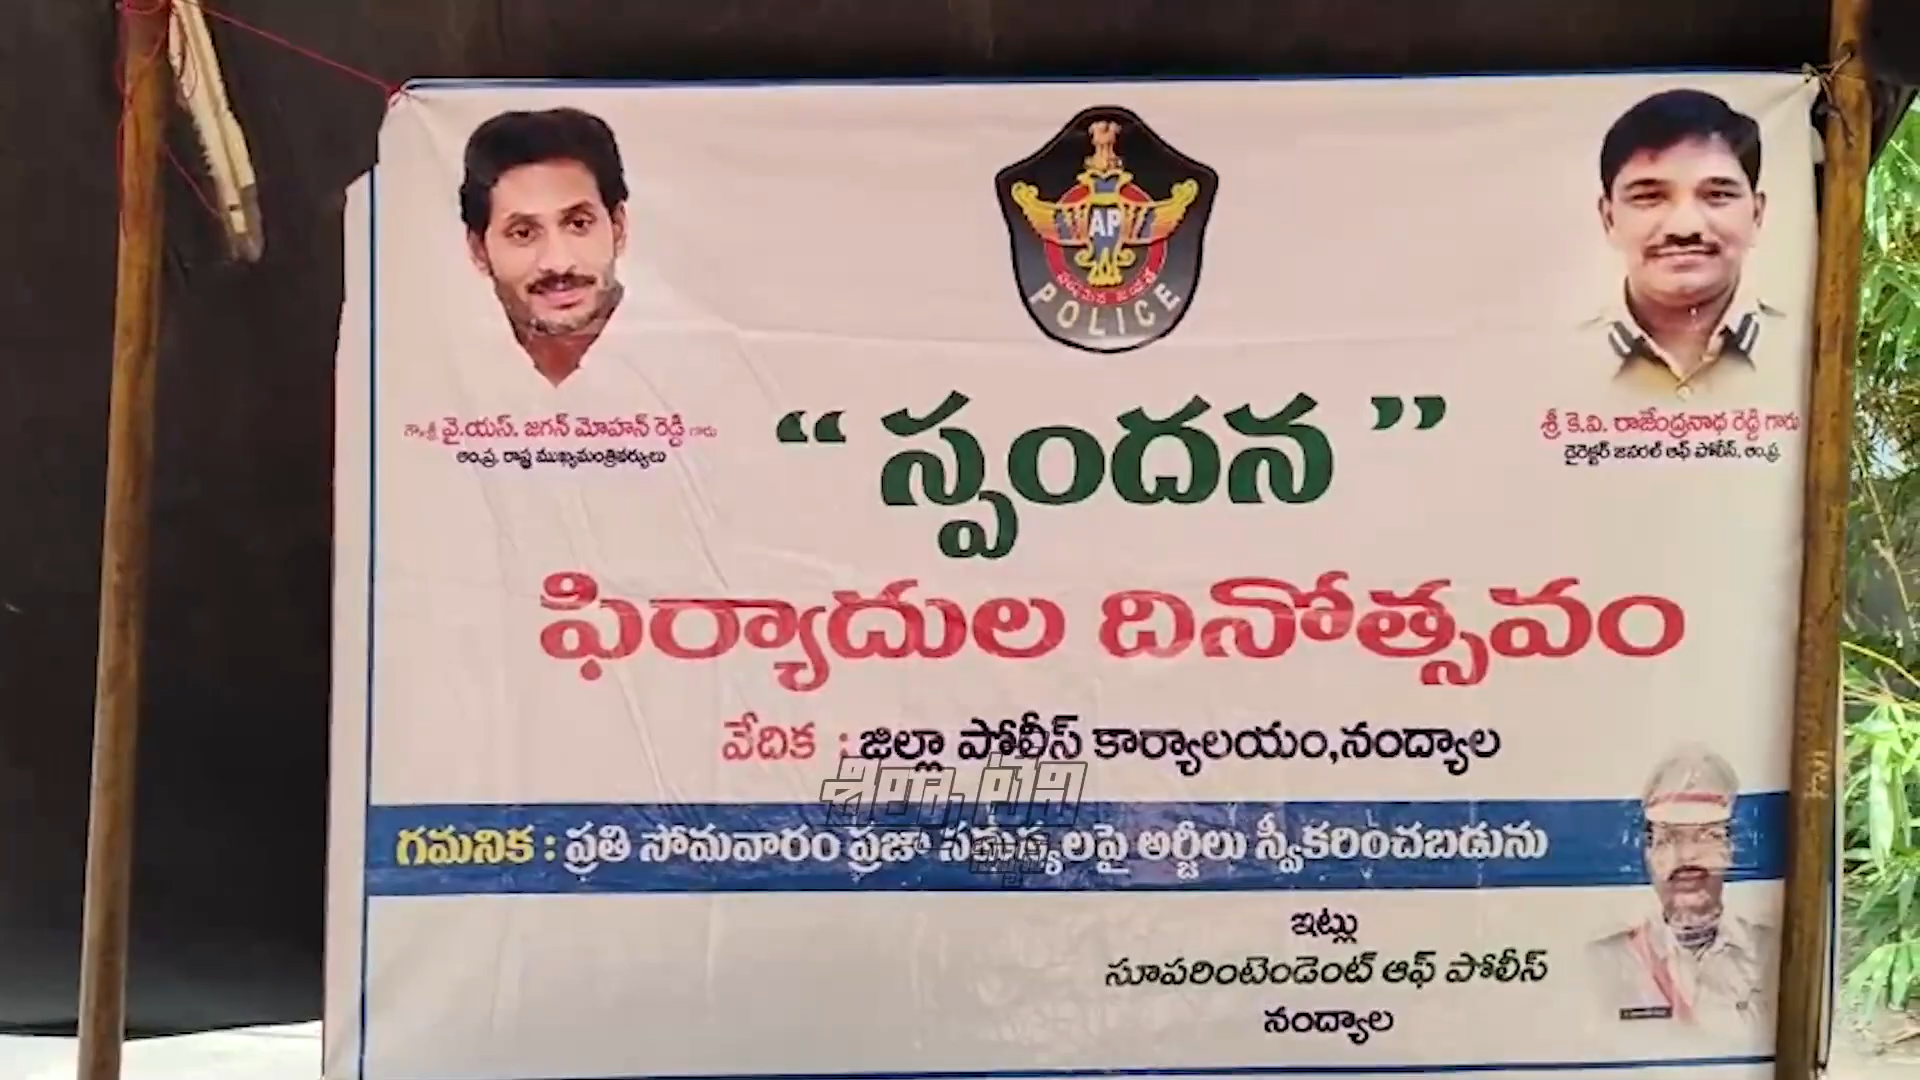 AP
POLICE
గౌ.శ్రీ వై.యస్. జగన్ మోహన్ రెడ్డి గారు
ఆం.ప్ర. రాష్ట్ర ముఖ్యమంత్రివర్యులు
శ్రీ కె.వి. రాజేంద్రనాథ రెడ్డి గారు
డైరెక్టర్ జనరల్ ఆఫ్ పోలీస్, ఆం.ప్ర.
“ స్పందన ”
ఫిర్యాదుల దినోత్సవం
వేదిక : జిల్లా పోలీస్ కార్యాలయం,నంద్యాల
గమనిక : ప్రతి సోమవారం ప్రజా సమస్యలపై అర్జీలు స్వీకరించబడును
ఇట్లు
సూపరింటెండెంట్ ఆఫ్ పోలీస్
నంద్యాల